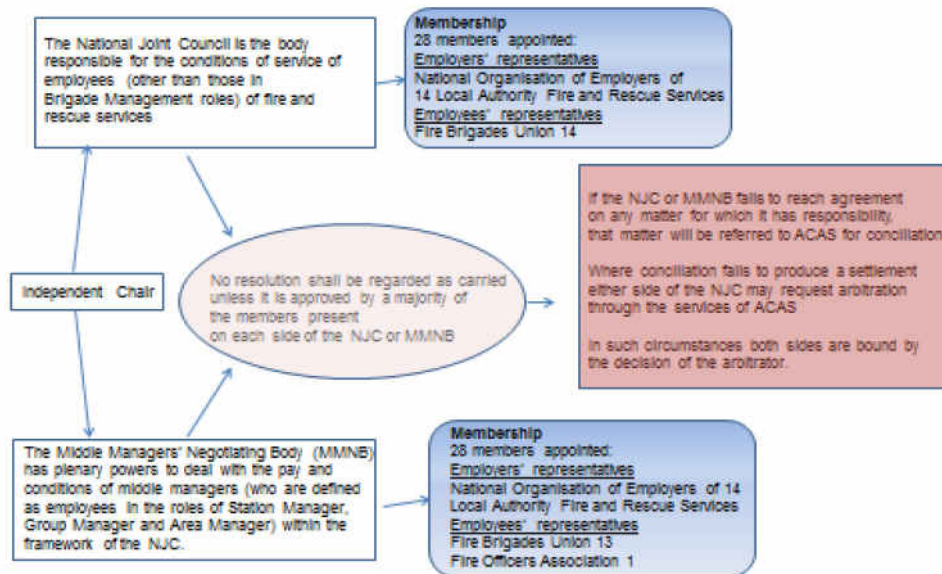 The National Joint Council is the body
responsible for the conditions of service of
employees (other than those in
Brigade Management roles) of fire and
rescue services
Membership
28 members appointed:
Employers' representatives
National Organisation of Employers of
14 Local Authority Fire and Rescue Services
Employees' representatives
Fire Brigades Union 14
If the NJC or MMNB fails to reach agreement
on any matter for which it has responsibility,
that matter will be referred to ACAS for conciliation
Where conciliation fails to produce a settlement
either side of the NJC may request arbitration
through the services of ACAS
In such circumstances both sides are bound by
the decision of the arbitrator.
Independent Chair
No resolution shall be regarded as carried
unless it is approved by a majority of
the members present
on each side of the NJC or MMNB
The Middle Managers' Negotiating Body (MMNB)
has plenary powers to deal with the pay and
conditions of middle managers (who are defined
as employees in the roles of Station Manager,
Group Manager and Area Manager) within the
framework of the NJC.
Membership
28 members appointed:
Employers' representatives
National Organisation of Employers of 14
Local Authority Fire and Rescue Services
Employees' representatives
Fire Brigades Union 13
Fire Officers Association 1